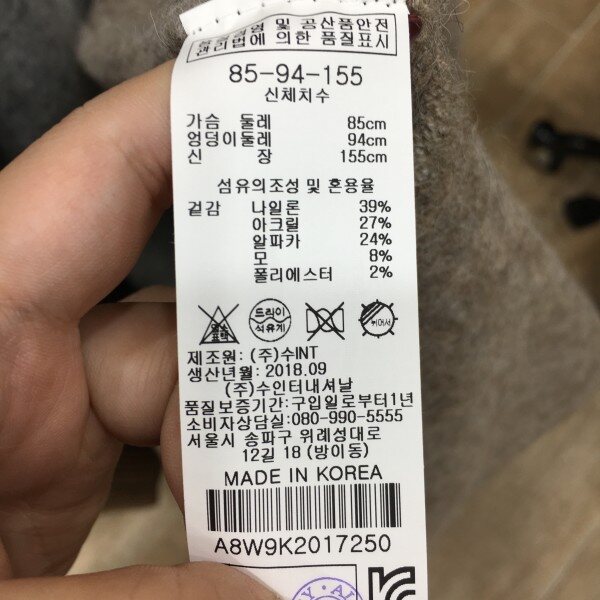 및 공산품안전
관리법에 의한 품질표시
85-94-155
신체치수
가슴 둘레 85cm
엉덩이둘레 94cm
신 장 155cm
섬유의조성 및 혼용율
겉감 나일론 39%
아크릴 27%
알파카 24%
모 8%
폴리에스터 2%
염소 드라이 뉘어서
표백 석유계
제조원: (주)수INT
생산년월: 2018.09
(주)수인터내셔날
품질보증기간:구입일로부터1년
소비자상담실:080-990-5555
서울시 송파구 위례성대로
12길 18 (방이동)
MADE IN KOREA
A8W9K2017250